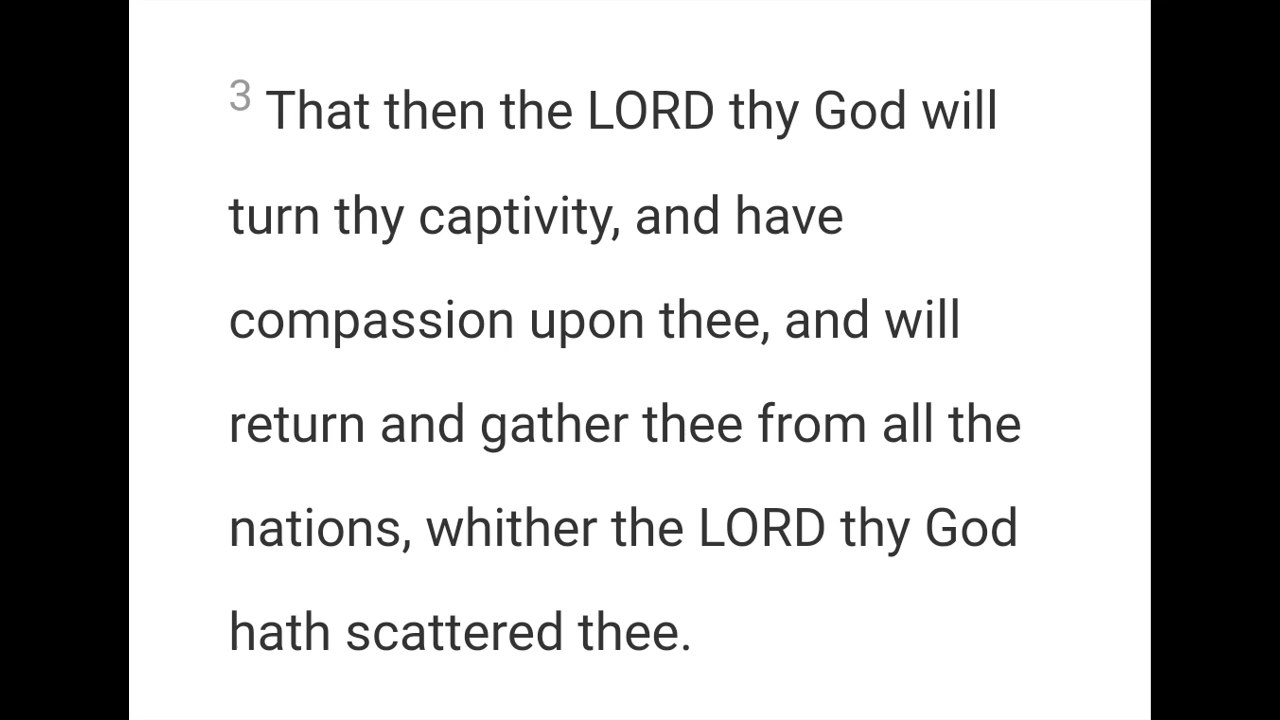 3 That then the LORD thy God will
turn thy captivity, and have
compassion upon thee, and will
return and gather thee from all the
nations, whither the LORD thy God
hath scattered thee.